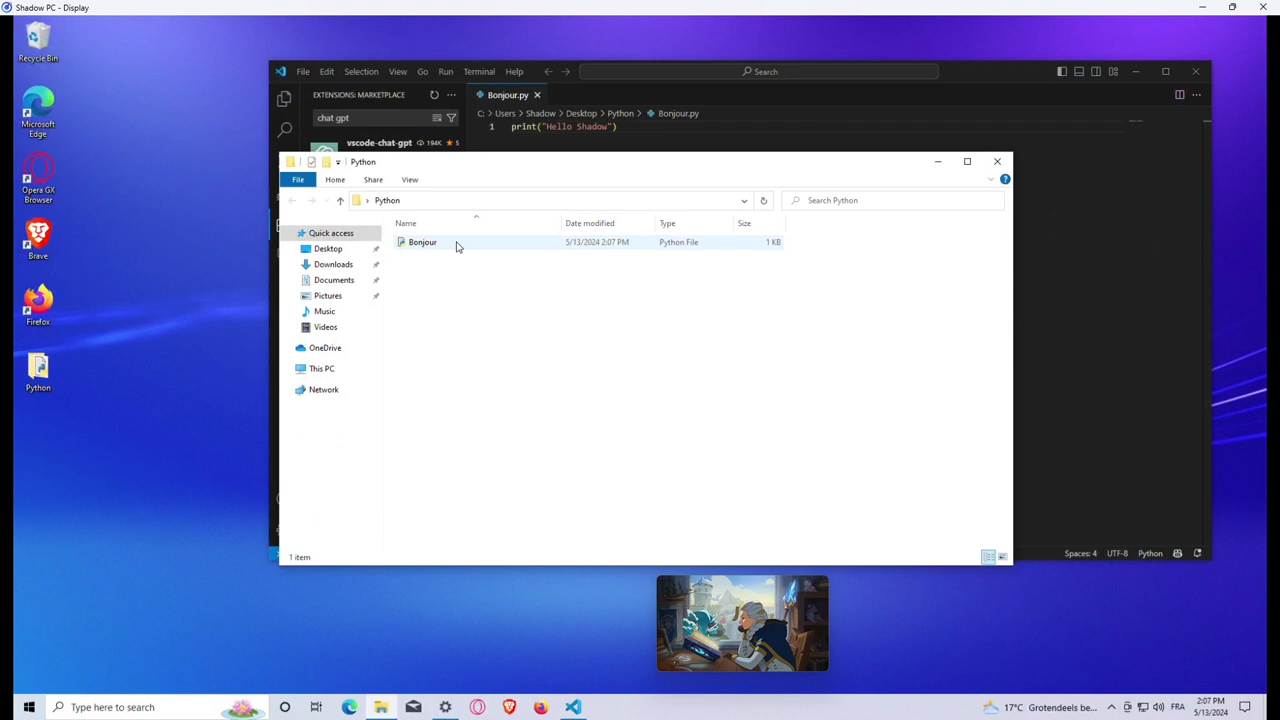 Shadow PC - Display
Recycle Bin
Microsoft
Edge
Opera GX
Browser
Brave
Firefox
Python
File Edit Selection View Go Run Terminal Help
Search
EXTENSIONS: MARKETPLACE
chat gpt
vscode-chat-gpt 194K 5
Bonjour.py
C: > Users > Shadow > Desktop > Python > Bonjour.py
1 print("Hello Shadow")
Python
File Home Share View
Python
Search Python
Name Date modified Type Size
Bonjour 5/13/2024 2:07 PM Python File 1 KB
Quick access
Desktop
Downloads
Documents
Pictures
Music
Videos
OneDrive
This PC
Network
1 item
Spaces: 4 UTF-8 Python
Type here to search
17°C Grotendeels be... FRA
2:07 PM
5/13/2024